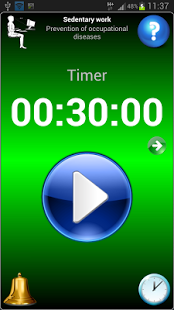 11:37
Sedentary work
Prevention of occupational
diseases
?
Timer
00:30:00